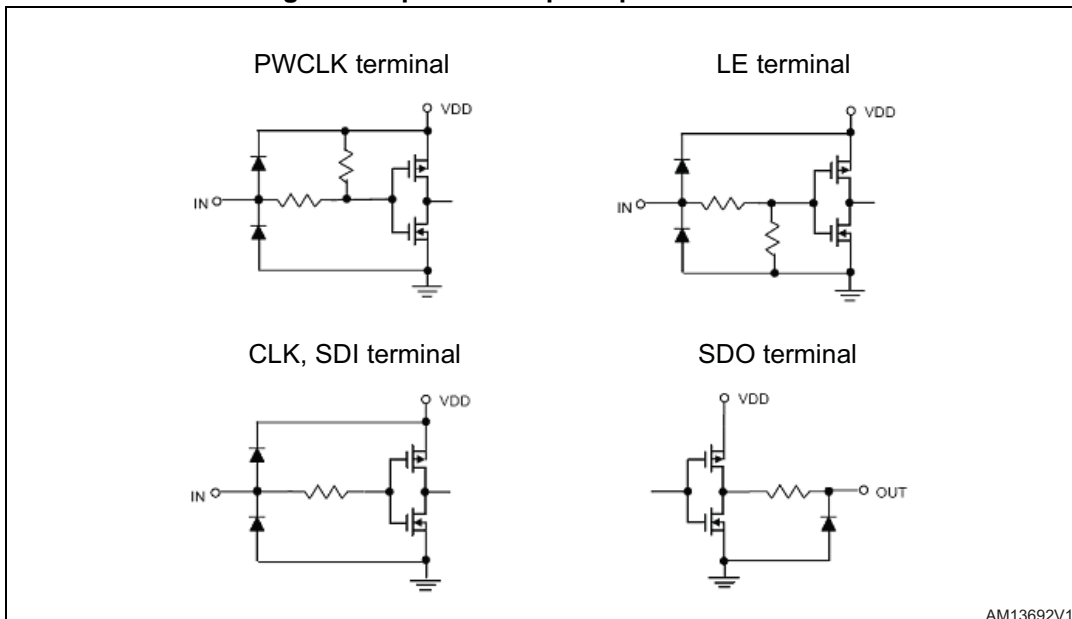 PWCLK terminal
LE terminal
VDD
VDD
IN
IN
CLK, SDI terminal
SDO terminal
VDD
VDD
IN
OUT
AM13692V1